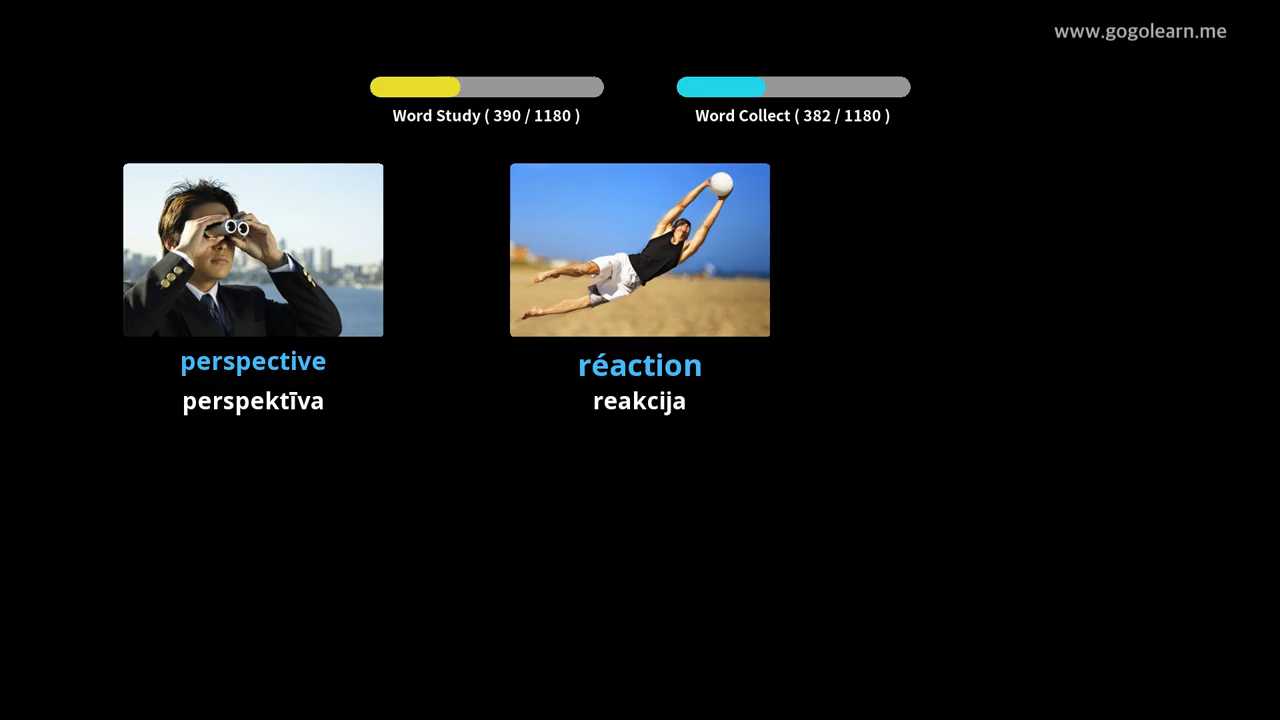 www.gogolearn.me
Word Study ( 390 / 1180 )
Word Collect ( 382 / 1180 )
perspective
perspektīva
réaction
reakcija